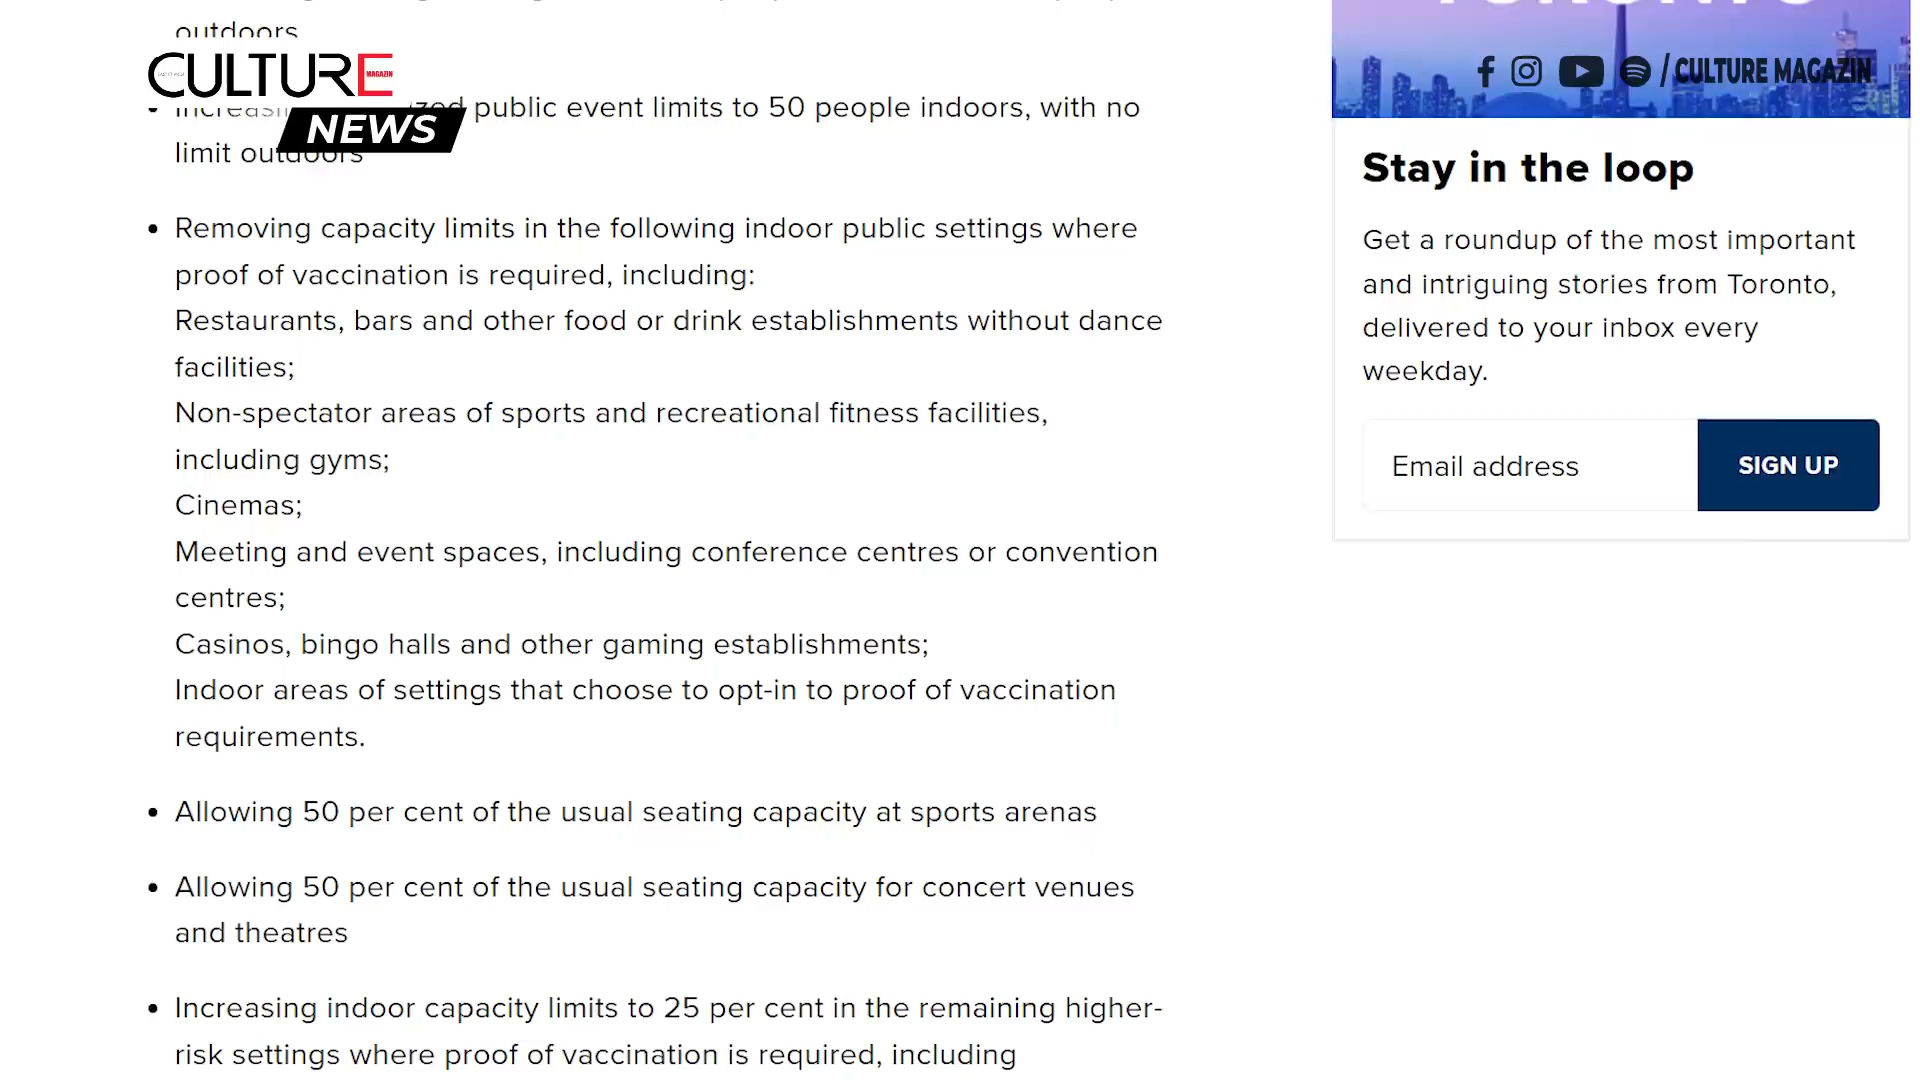 outdoors
CULTURE
MAGAZIN
NEWS
public event limits to 50 people indoors, with no
limit outdoors
Removing capacity limits in the following indoor public settings where
proof of vaccination is required, including:
Restaurants, bars and other food or drink establishments without dance
facilities;
Non-spectator areas of sports and recreational fitness facilities,
including gyms;
Cinemas;
Meeting and event spaces, including conference centres or convention
centres;
Casinos, bingo halls and other gaming establishments;
Indoor areas of settings that choose to opt-in to proof of vaccination
requirements.
Allowing 50 per cent of the usual seating capacity at sports arenas
Allowing 50 per cent of the usual seating capacity for concert venues
and theatres
Increasing indoor capacity limits to 25 per cent in the remaining higher-
risk settings where proof of vaccination is required, including
TORONTO
/ CULTURE MAGAZIN
Stay in the loop
Get a roundup of the most important
and intriguing stories from Toronto,
delivered to your inbox every
weekday.
Email address
SIGN UP